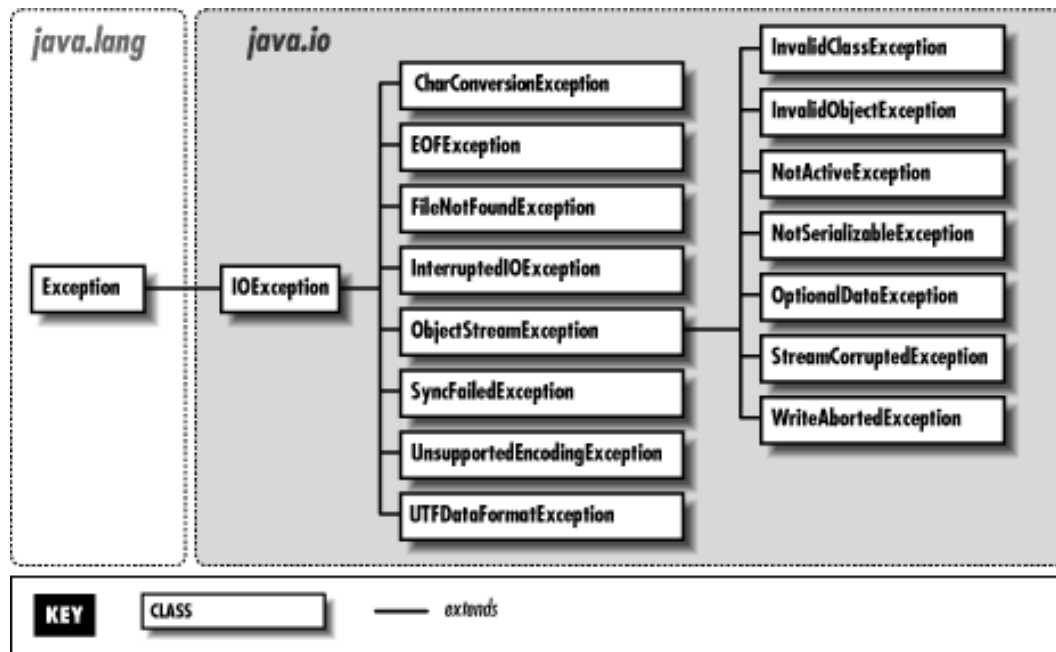 java.lang
java.io
Exception
IOException
CharConversionException
EOFException
FileNotFoundException
InterruptedIOException
ObjectStreamException
SyncFailedException
UnsupportedEncodingException
UTFDataFormatException
InvalidClassException
InvalidObjectException
NotActiveException
NotSerializableException
OptionalDataException
StreamCorruptedException
WriteAbortedException
KEY
CLASS
extends